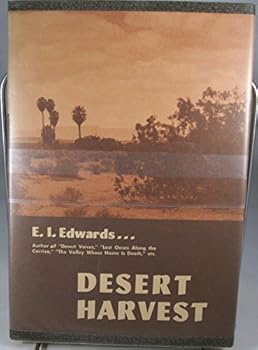 E. I. Edwards...
Author of "Desert Voices," "Lost Oases Along the
Carrizo," "The Valley Whose Name Is Death," etc.
DESERT
HARVEST